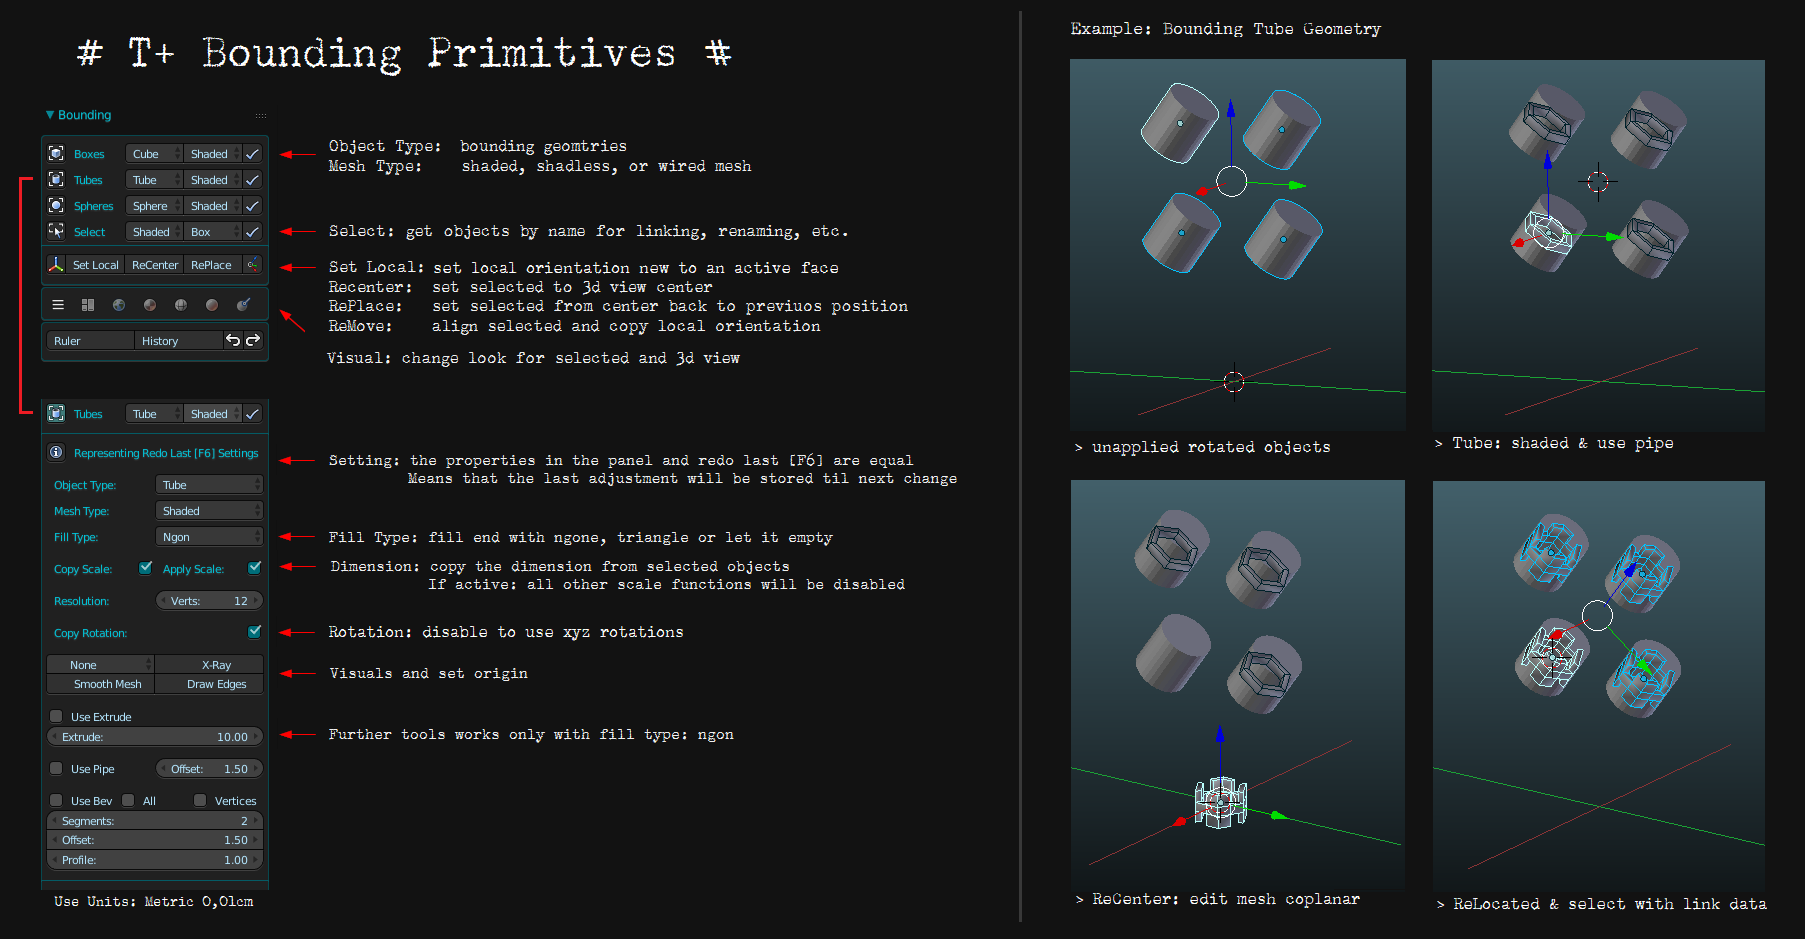 # T+ Bounding Primitives #
Bounding
Boxes Cube Shaded
Tubes Tube Shaded
Spheres Sphere Shaded
Select Shaded Box
Set Local ReCenter RePlace
Ruler History
Object Type: bounding geomtries
Mesh Type: shaded, shadless, or wired mesh
Select: get objects by name for linking, renaming, etc.
Set Local: set local orientation new to an active face
Recenter: set selected to 3d view center
RePlace: set selected from center back to previuos position
ReMove: align selected and copy local orientation
Visual: change look for selected and 3d view
Tubes Tube Shaded
Representing Redo Last [F6] Settings
Object Type: Tube
Mesh Type: Shaded
Fill Type: Ngon
Copy Scale: Apply Scale:
Resolution: Verts: 12
Copy Rotation:
None X-Ray
Smooth Mesh Draw Edges
Use Extrude
Extrude: 10.00
Use Pipe Offset: 1.50
Use Bev All Vertices
Segments: 2
Offset: 1.50
Profile: 1.00
Use Units: Metric 0,01cm
Setting: the properties in the panel and redo last [F6] are equal
Means that the last adjustment will be stored til next change
Fill Type: fill end with ngone, triangle or let it empty
Dimension: copy the dimension from selected objects
If active: all other scale functions will be disabled
Rotation: disable to use xyz rotations
Visuals and set origin
Further tools works only with fill type: ngon
Example: Bounding Tube Geometry
> unapplied rotated objects
> Tube: shaded & use pipe
> ReCenter: edit mesh coplanar
> ReLocated & select with link data